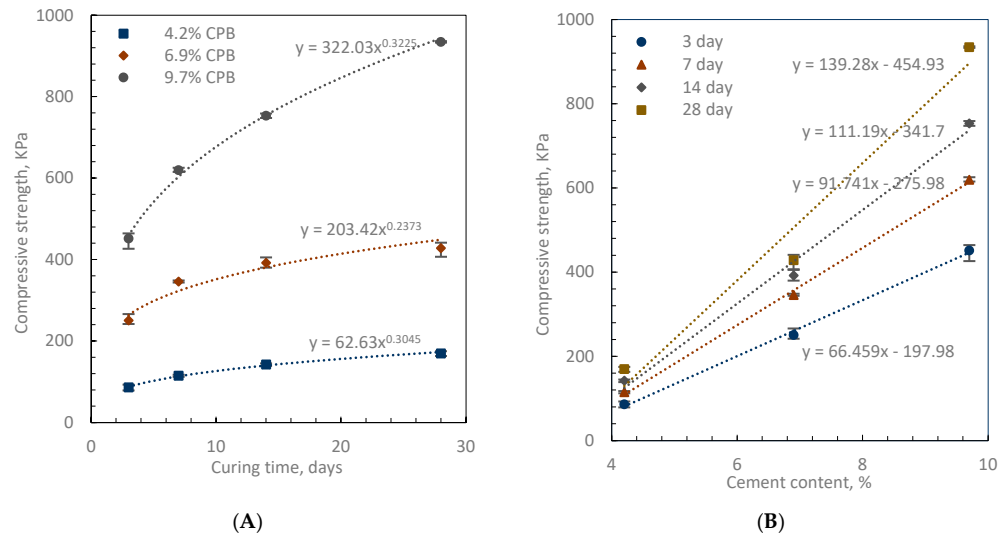 1000
800
600
400
200
0
Compressive strength, KPa
4.2% CPB
6.9% CPB
9.7% CPB
y = 322.03x^0.3225
y = 203.42x^0.2373
y = 62.63x^0.3045
0 10 20 30
Curing time, days
(A)
1000
800
600
400
200
0
Compressive strength, KPa
3 day
7 day
14 day
28 day
y = 139.28x - 454.93
y = 111.19x - 341.7
y = 91.741x - 275.98
y = 66.459x - 197.98
4 6 8 10
Cement content, %
(B)